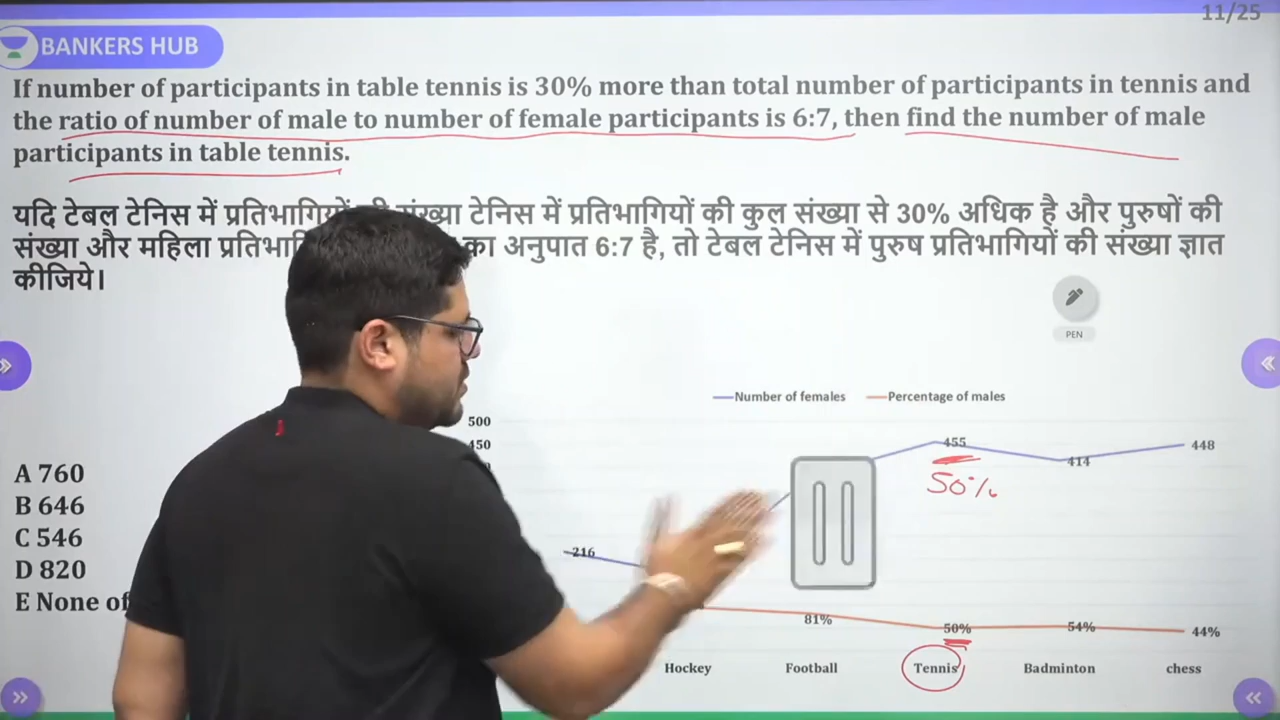 11/25
BANKERS HUB
If number of participants in table tennis is 30% more than total number of participants in tennis and
the ratio of number of male to number of female participants is 6:7, then find the number of male
participants in table tennis.
यदि टेबल टेनिस में प्रतिभागियों की संख्या टेनिस में प्रतिभागियों की कुल संख्या से 30% अधिक है और पुरुषों की
संख्या और महिला का अनुपात 6:7 है, तो टेबल टेनिस में पुरुष प्रतिभागियों की संख्या ज्ञात
कीजिये।
PEN
Number of females Percentage of males
500
450
455
414
448
50%
216
A 760
B 646
C 546
D 820
E None of
81%
50%
54%
44%
Hockey Football Tennis Badminton chess